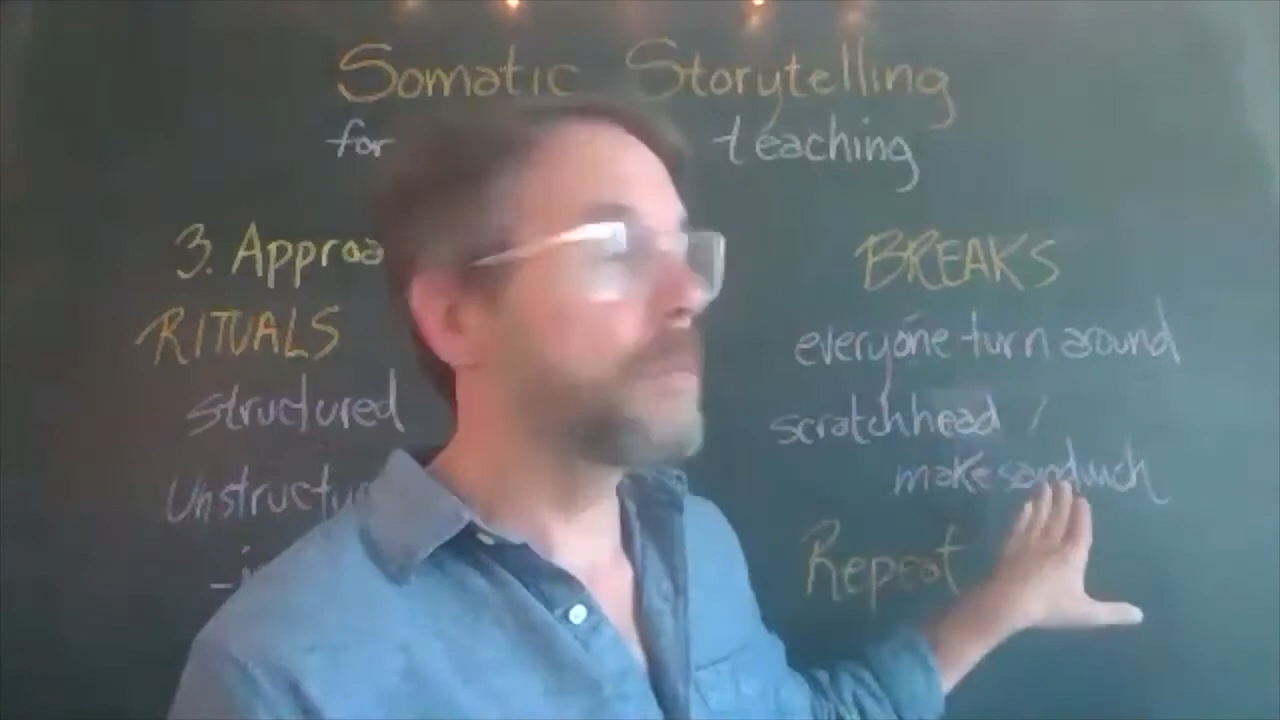 Somatic Storytelling
for teaching
3. Approa
RITUALS
structured
Unstructu
BREAKS
everyone turn around
scratch head /
make sandwich
Repeat